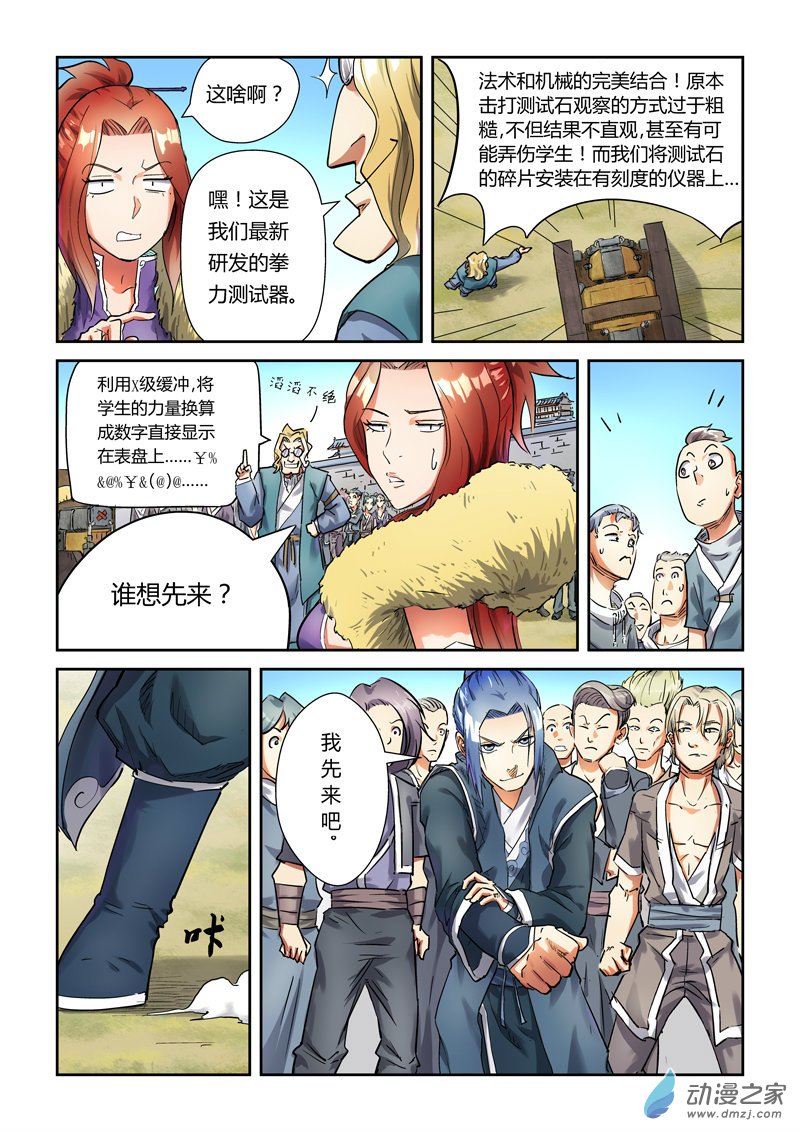 这啥啊？
嘿！这是
我们最新
研发的拳
力测试器。
法术和机械的完美结合！原本
击打测试石观察的方式过于粗
糙，不但结果不直观，甚至有可
能弄伤学生！而我们将测试石
的碎片安装在有刻度的仪器上…
利用X级缓冲，将
学生的力量换算
成数字直接显示
在表盘上……￥%
&@%￥&(@)@……
滔滔不绝
谁想先来？
咔
我先来吧。
动漫之家
www.dmzj.com